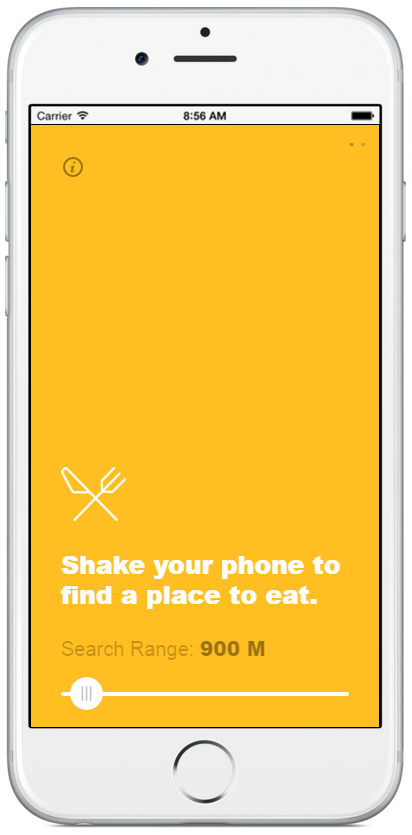 Carrier 8:56 AM
i
Shake your phone to
find a place to eat.
Search Range: 900 M